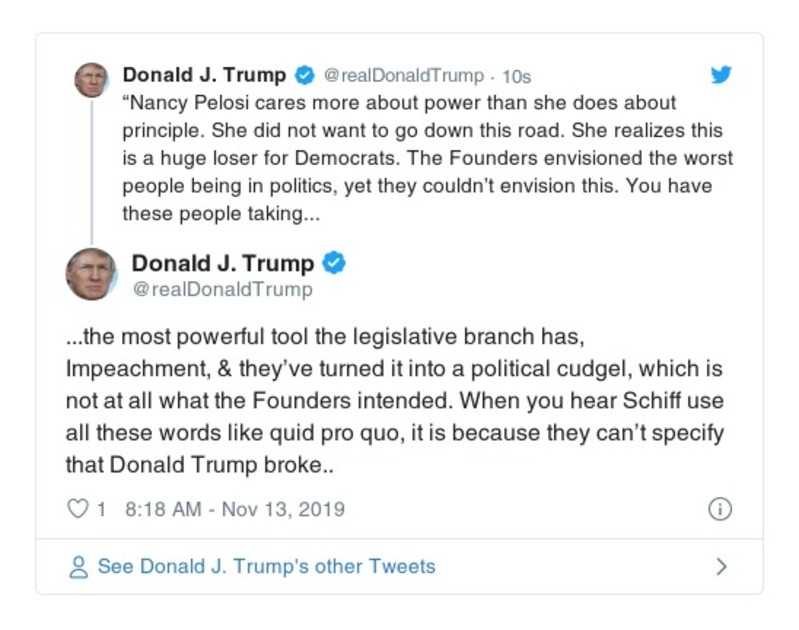 Donald J. Trump @realDonaldTrump · 10s
“Nancy Pelosi cares more about power than she does about
principle. She did not want to go down this road. She realizes this
is a huge loser for Democrats. The Founders envisioned the worst
people being in politics, yet they couldn’t envision this. You have
these people taking...
Donald J. Trump
@realDonaldTrump
...the most powerful tool the legislative branch has,
Impeachment, & they’ve turned it into a political cudgel, which is
not at all what the Founders intended. When you hear Schiff use
all these words like quid pro quo, it is because they can’t specify
that Donald Trump broke..
1 8:18 AM - Nov 13, 2019
See Donald J. Trump's other Tweets